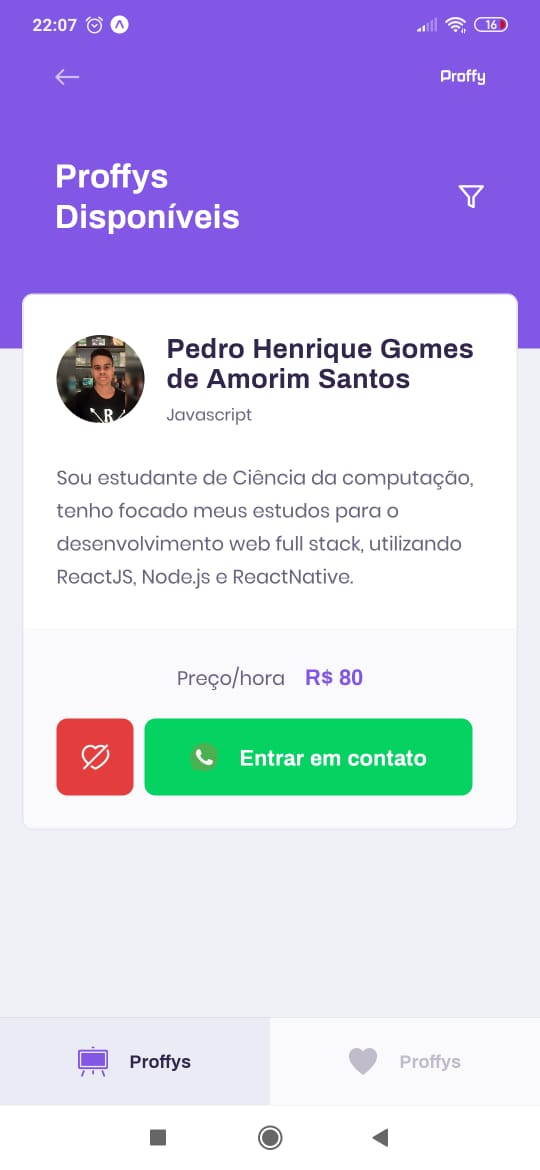 22:07
16
Proffy
Proffys
Disponíveis
Pedro Henrique Gomes
de Amorim Santos
Javascript
R
Sou estudante de Ciência da computação,
tenho focado meus estudos para o
desenvolvimento web full stack, utilizando
ReactJS, Node.js e ReactNative.
Preço/hora R$ 80
Entrar em contato
Proffys
Proffys